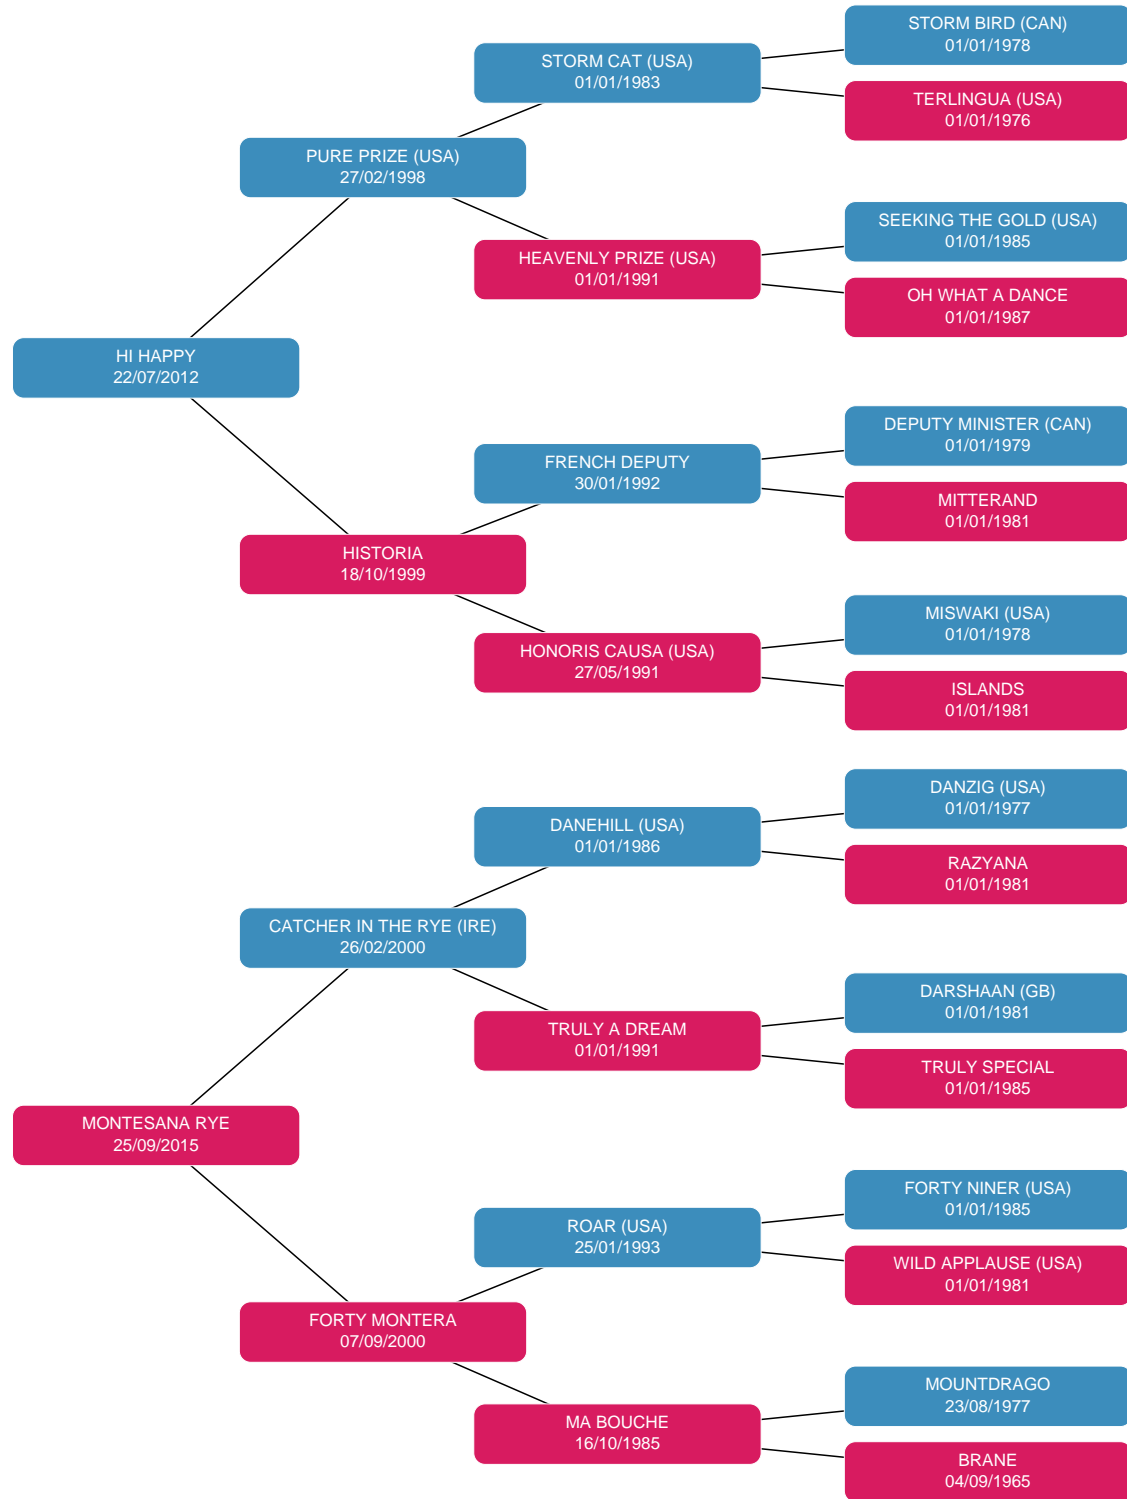 STORM BIRD (CAN)
01/01/1978
STORM CAT (USA)
01/01/1983
TERLINGUA (USA)
01/01/1976
PURE PRIZE (USA)
27/02/1998
SEEKING THE GOLD (USA)
01/01/1985
HEAVENLY PRIZE (USA)
01/01/1991
OH WHAT A DANCE
01/01/1987
HI HAPPY
22/07/2012
DEPUTY MINISTER (CAN)
01/01/1979
FRENCH DEPUTY
30/01/1992
MITTERAND
01/01/1981
HISTORIA
18/10/1999
MISWAKI (USA)
01/01/1978
HONORIS CAUSA (USA)
27/05/1991
ISLANDS
01/01/1981
DANZIG (USA)
01/01/1977
DANEHILL (USA)
01/01/1986
RAZYANA
01/01/1981
CATCHER IN THE RYE (IRE)
26/02/2000
DARSHAAN (GB)
01/01/1981
TRULY A DREAM
01/01/1991
TRULY SPECIAL
01/01/1985
MONTESANA RYE
25/09/2015
FORTY NINER (USA)
01/01/1985
ROAR (USA)
25/01/1993
WILD APPLAUSE (USA)
01/01/1981
FORTY MONTERA
07/09/2000
MOUNTDRAGO
23/08/1977
MA BOUCHE
16/10/1985
BRANE
04/09/1965